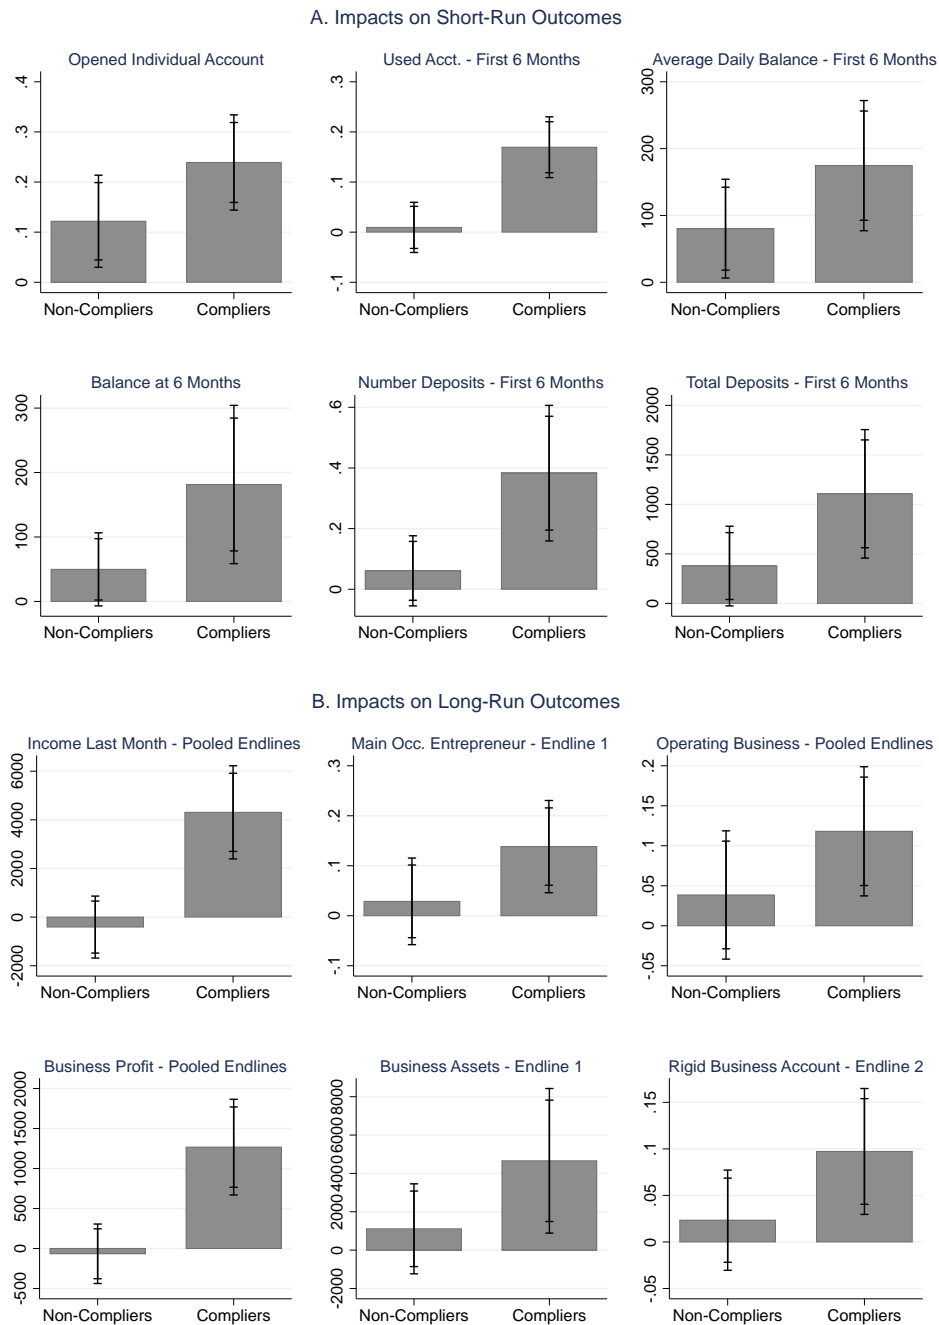 A. Impacts on Short-Run Outcomes
Opened Individual Account
0 .1 .2 .3 .4
Non-Compliers Compliers
Used Acct. - First 6 Months
-.1 0 .1 .2 .3
Non-Compliers Compliers
Average Daily Balance - First 6 Months
0 100 200 300
Non-Compliers Compliers
Balance at 6 Months
0 100 200 300
Non-Compliers Compliers
Number Deposits - First 6 Months
0 .2 .4 .6
Non-Compliers Compliers
Total Deposits - First 6 Months
0 500 1000 1500 2000
Non-Compliers Compliers
B. Impacts on Long-Run Outcomes
Income Last Month - Pooled Endlines
-2000 0 2000 4000 6000
Non-Compliers Compliers
Main Occ. Entrepreneur - Endline 1
-.1 0 .1 .2 .3
Non-Compliers Compliers
Operating Business - Pooled Endlines
-.05 0 .05 .1 .15 .2
Non-Compliers Compliers
Business Profit - Pooled Endlines
-500 0 500 1000 1500 2000
Non-Compliers Compliers
Business Assets - Endline 1
-2000 0 2000 4000 6000 8000
Non-Compliers Compliers
Rigid Business Account - Endline 2
-.05 0 .05 .1 .15
Non-Compliers Compliers